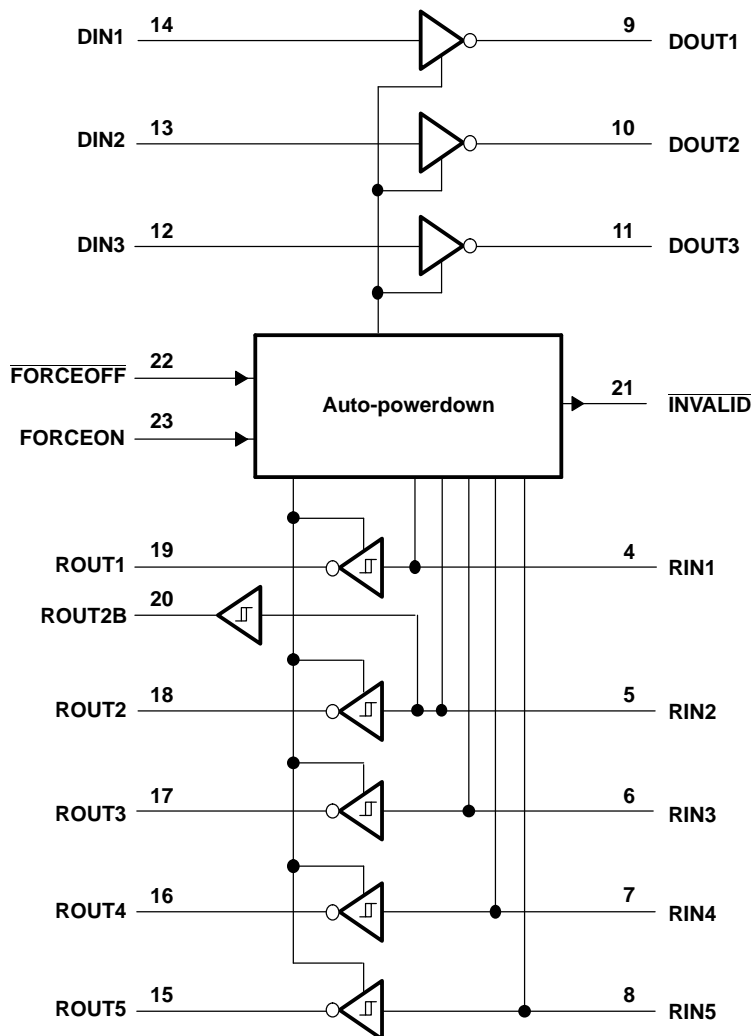 DIN1 14 9 DOUT1
DIN2 13 10 DOUT2
DIN3 12 11 DOUT3
FORCEOFF 22
Auto-powerdown
21 INVALID
FORCEON 23
ROUT1 19 4 RIN1
ROUT2B 20
ROUT2 18 5 RIN2
ROUT3 17 6 RIN3
ROUT4 16 7 RIN4
ROUT5 15 8 RIN5